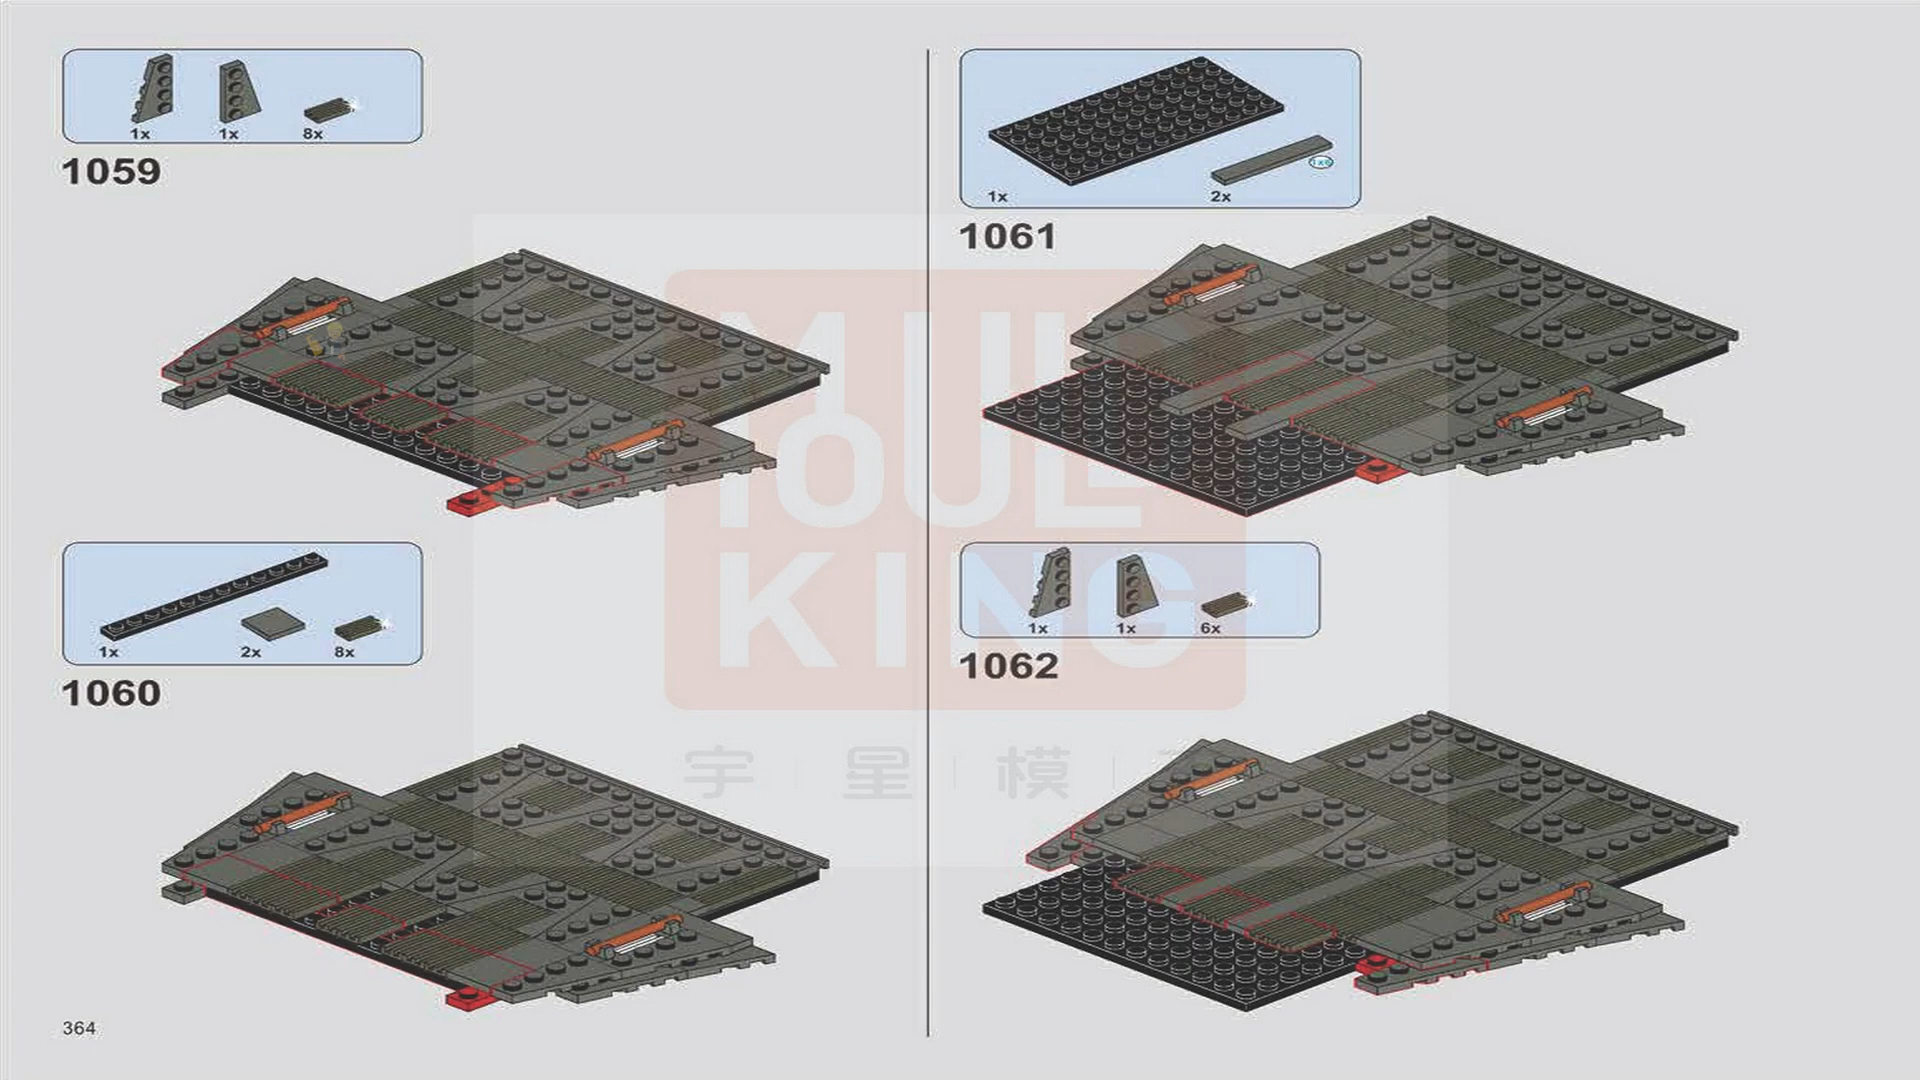 1x 1x 8x
1059
1x 2x 8x
1060
364
1x 2x
1x6
1061
1x 1x 6x
1062
MOUL
KING
宇 | 星 | 模 |